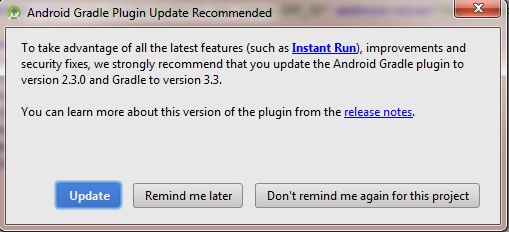 Android Gradle Plugin Update Recommended
To take advantage of all the latest features (such as Instant Run), improvements and
security fixes, we strongly recommend that you update the Android Gradle plugin to
version 2.3.0 and Gradle to version 3.3.
You can learn more about this version of the plugin from the release notes.
Update Remind me later Don't remind me again for this project